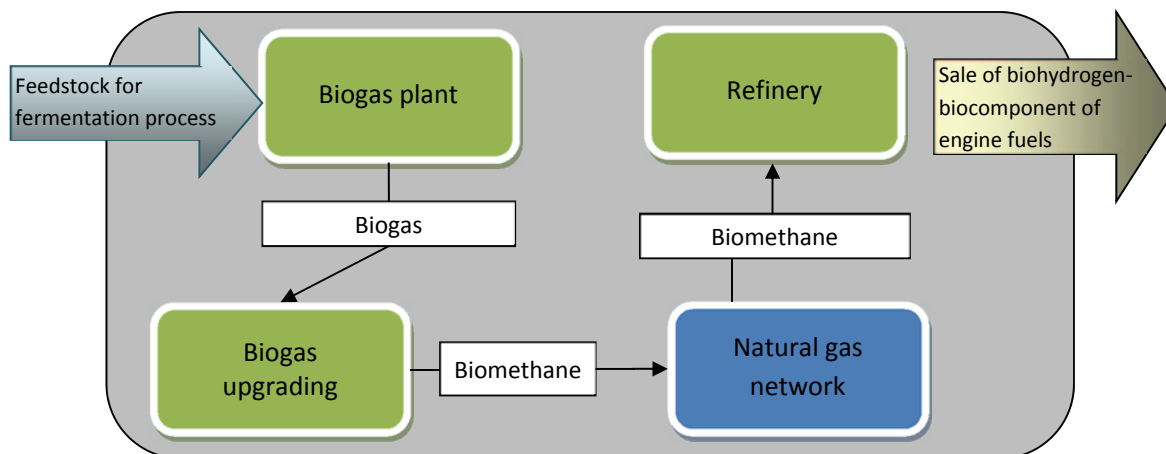 Feedstock for
fermentation process
Biogas plant
Refinery
Sale of biohydrogen-
biocomponent of
engine fuels
Biogas
Biomethane
Biogas
upgrading
Biomethane
Natural gas
network